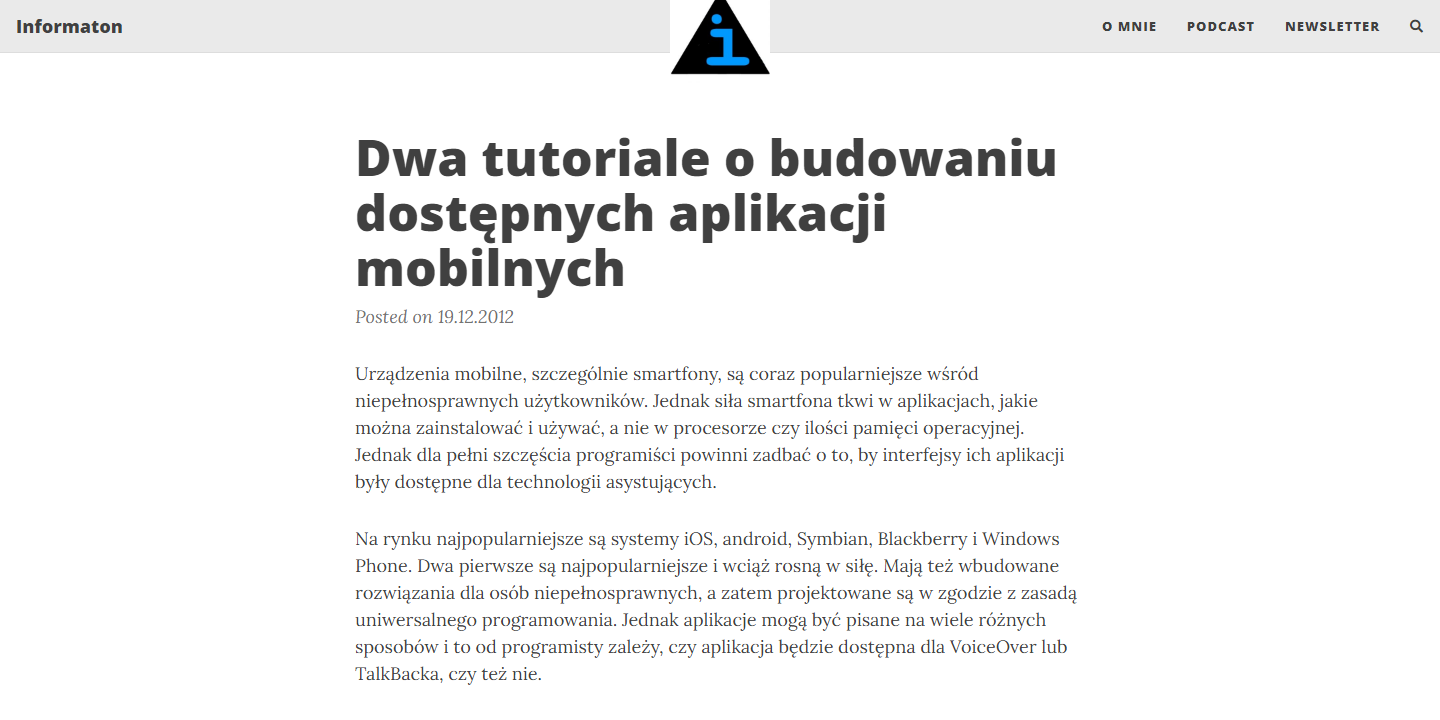 Informaton
i
O MNIE
PODCAST
NEWSLETTER
Dwa tutoriale o budowaniu
dostępnych aplikacji
mobilnych
Posted on 19.12.2012
Urządzenia mobilne, szczególnie smartfony, są coraz popularniejsze wśród
niepełnosprawnych użytkowników. Jednak siła smartfona tkwi w aplikacjach, jakie
można zainstalować i używać, a nie w procesorze czy ilości pamięci operacyjnej.
Jednak dla pełni szczęścia programiści powinni zadbać o to, by interfejsy ich aplikacji
były dostępne dla technologii asystujących.
Na rynku najpopularniejsze są systemy iOS, android, Symbian, Blackberry i Windows
Phone. Dwa pierwsze są najpopularniejsze i wciąż rosną w siłę. Mają też wbudowane
rozwiązania dla osób niepełnosprawnych, a zatem projektowane są w zgodzie z zasadą
uniwersalnego programowania. Jednak aplikacje mogą być pisane na wiele różnych
sposobów i to od programisty zależy, czy aplikacja będzie dostępna dla VoiceOver lub
TalkBacka, czy też nie.